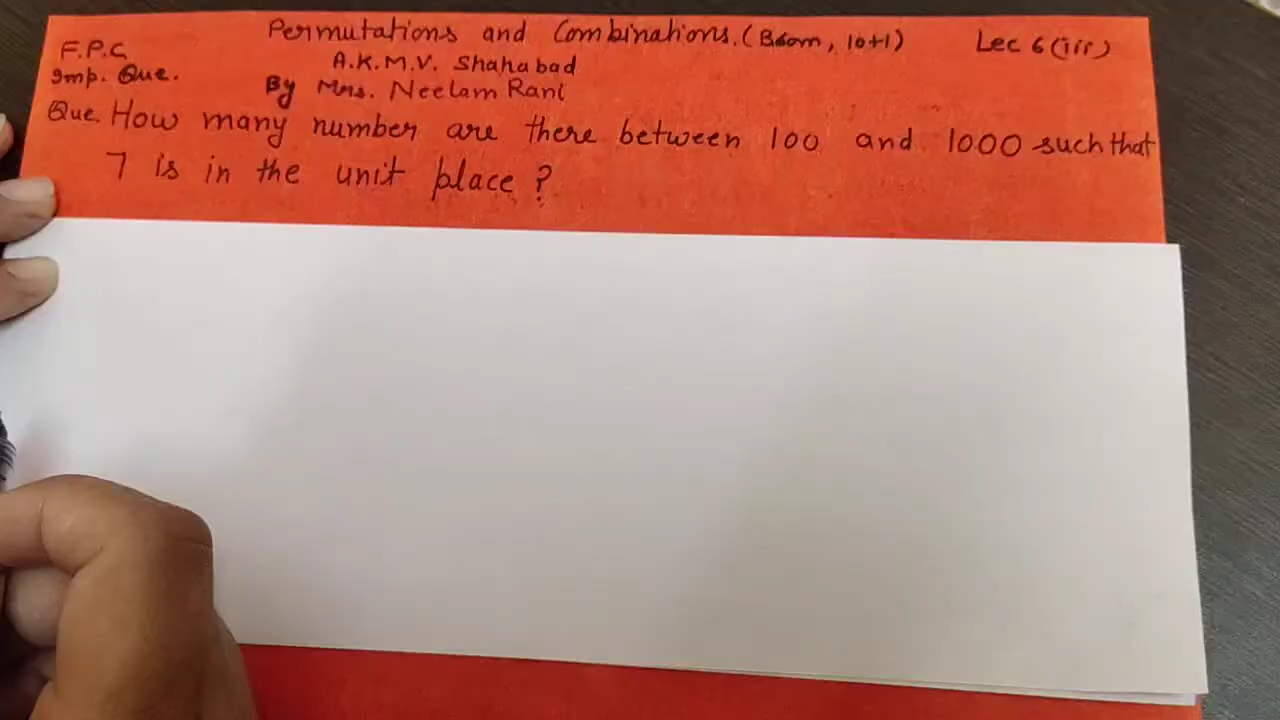 Permutations and Combinations. (Bcom, 10+1) Lec 6 (iii)
F.P.C
A.K.M.V. Shahabad
Imp. Que.
By Mrs. Neelam Rani
Que. How many number are there between 100 and 1000 such that
7 is in the unit place ?